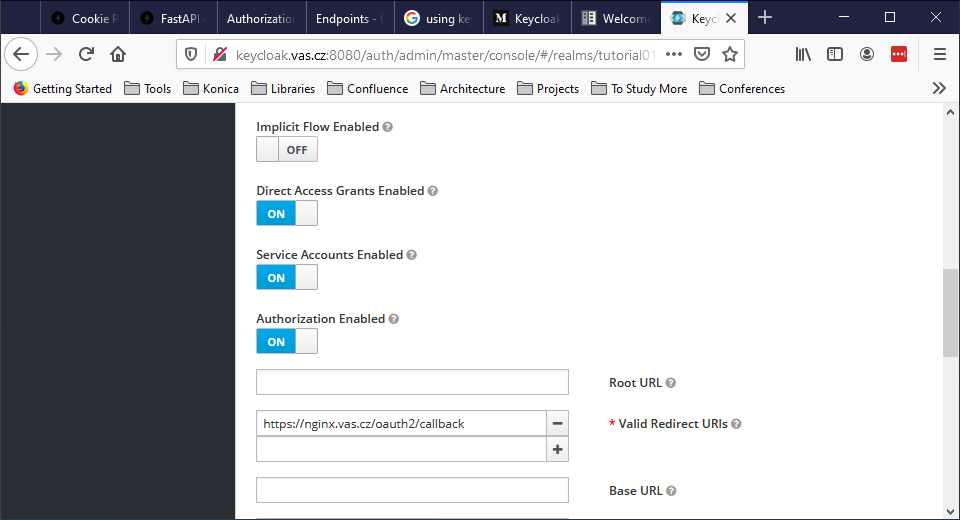 Cookie P
FastAPI -
Authorization
Endpoints -
using key
Keycloak
Welcome
Keycl
keycloak.vas.cz:8080/auth/admin/master/console/#/realms/tutorial01
Getting Started Tools Konica Libraries Confluence Architecture Projects To Study More Conferences
Implicit Flow Enabled
OFF
Direct Access Grants Enabled
ON
Service Accounts Enabled
ON
Authorization Enabled
ON
Root URL
https://nginx.vas.cz/oauth2/callback
* Valid Redirect URIs
Base URL